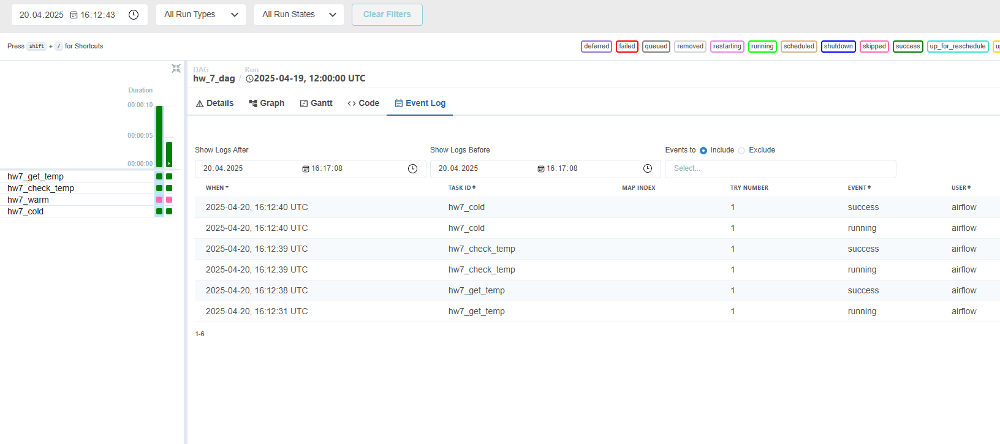 20.04.2025 16:12:43 All Run Types All Run States Clear Filters
Press shift + / for Shortcuts deferred failed queued removed restarting running scheduled shutdown skipped success up_for_reschedule
DAG Run
hw_7_dag / 2025-04-19, 12:00:00 UTC
Duration
00:00:10
00:00:05
00:00:00
hw7_get_temp
hw7_check_temp
hw7_warm
hw7_cold
Details Graph Gantt Code Event Log
Show Logs After Show Logs Before Events to Include Exclude
20.04.2025 16:17:08 20.04.2025 16:17:08 Select...
WHEN TASK ID MAP INDEX TRY NUMBER EVENT USER
2025-04-20, 16:12:40 UTC hw7_cold 1 success airflow
2025-04-20, 16:12:40 UTC hw7_cold 1 running airflow
2025-04-20, 16:12:39 UTC hw7_check_temp 1 success airflow
2025-04-20, 16:12:39 UTC hw7_check_temp 1 running airflow
2025-04-20, 16:12:38 UTC hw7_get_temp 1 success airflow
2025-04-20, 16:12:31 UTC hw7_get_temp 1 running airflow
1-6